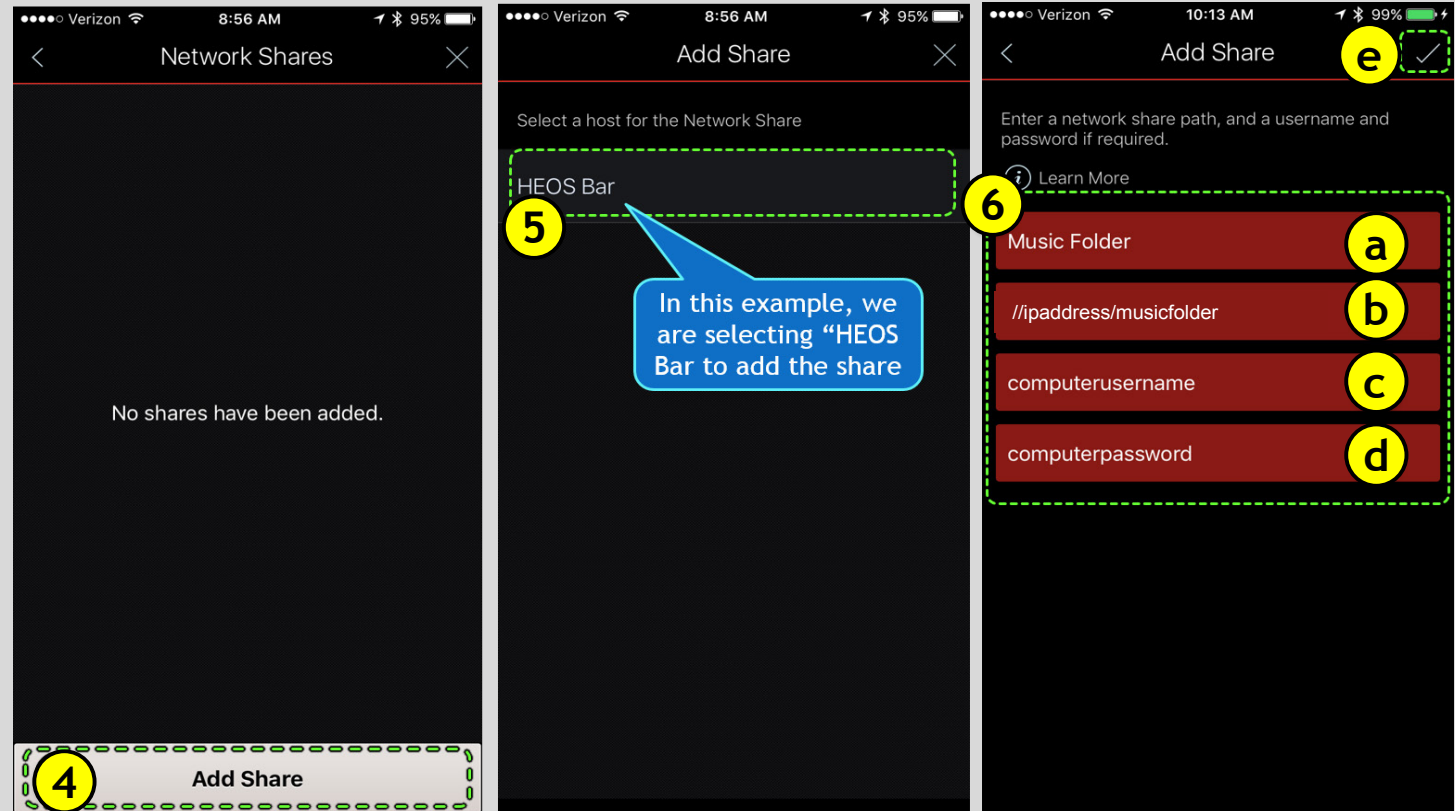 Verizon 8:56 AM 95%
Network Shares
No shares have been added.
4
Add Share
Verizon 8:56 AM 95%
Add Share
Select a host for the Network Share
HEOS Bar
5
In this example, we
are selecting “HEOS
Bar to add the share
Verizon 10:13 AM 99%
Add Share
e
Enter a network share path, and a username and
password if required.
i Learn More
6
Music Folder a
//ipaddress/musicfolder b
computerusername c
computerpassword d